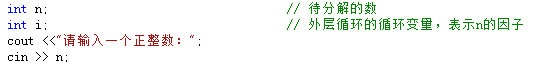 int n; // 待分解的数
int i; // 外层循环的循环变量，表示n的因子
cout <<"请输入一个正整数：";
cin >> n;